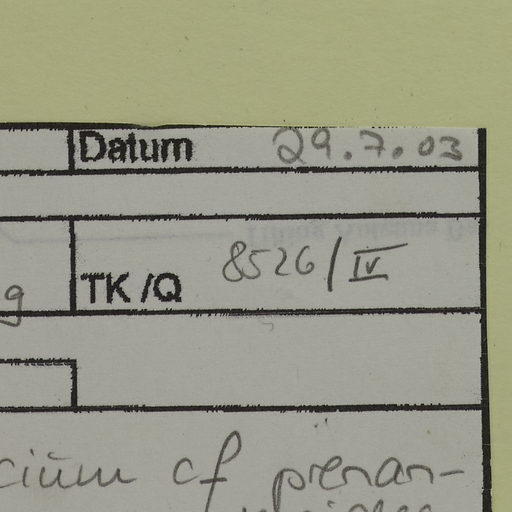 Datum 29.7.03
g TK/Q 8526/IV
cium cf prenan-